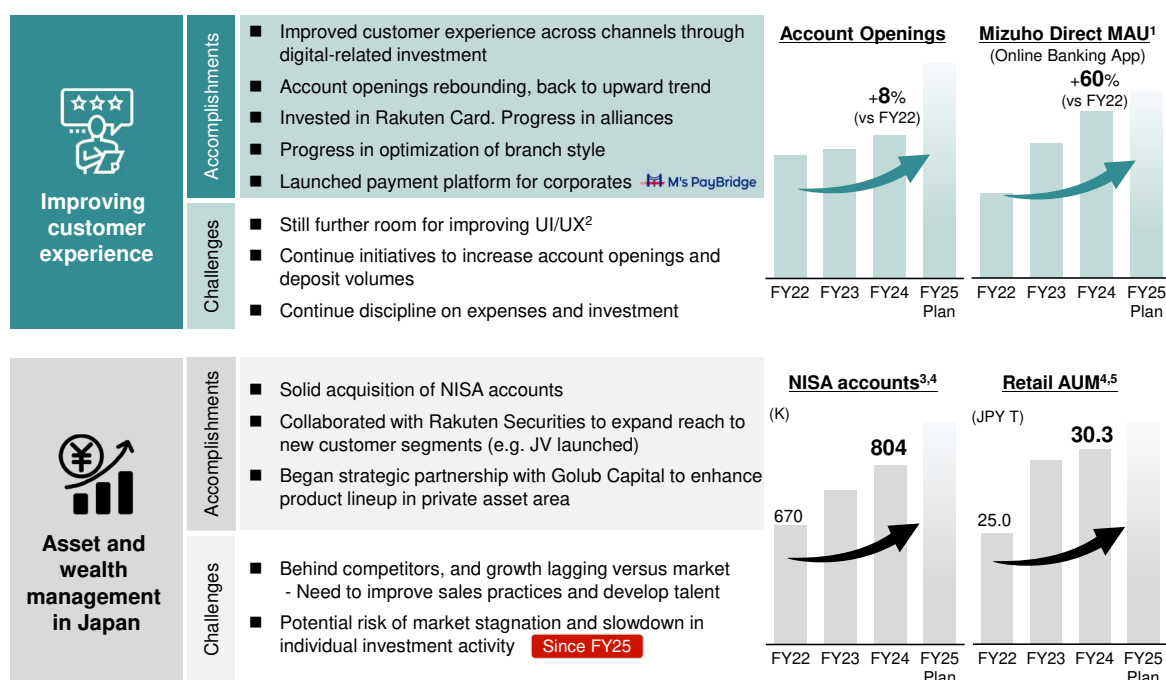 Improving
customer
experience
Accomplishments
■ Improved customer experience across channels through
digital-related investment
■ Account openings rebounding, back to upward trend
■ Invested in Rakuten Card. Progress in alliances
■ Progress in optimization of branch style
■ Launched payment platform for corporates M's PayBridge
Challenges
■ Still further room for improving UI/UX²
■ Continue initiatives to increase account openings and
deposit volumes
■ Continue discipline on expenses and investment
Account Openings
+8%
(vs FY22)
FY22 FY23 FY24 FY25
Plan
Mizuho Direct MAU¹
(Online Banking App)
+60%
(vs FY22)
FY22 FY23 FY24 FY25
Plan
Asset and
wealth
management
in Japan
Accomplishments
■ Solid acquisition of NISA accounts
■ Collaborated with Rakuten Securities to expand reach to
new customer segments (e.g. JV launched)
■ Began strategic partnership with Golub Capital to enhance
product lineup in private asset area
Challenges
■ Behind competitors, and growth lagging versus market
- Need to improve sales practices and develop talent
■ Potential risk of market stagnation and slowdown in
individual investment activity Since FY25
NISA accounts³,⁴
(K)
670
804
FY22 FY23 FY24 FY25
Plan
Retail AUM⁴,⁵
(JPY T)
25.0
30.3
FY22 FY23 FY24 FY25
Plan